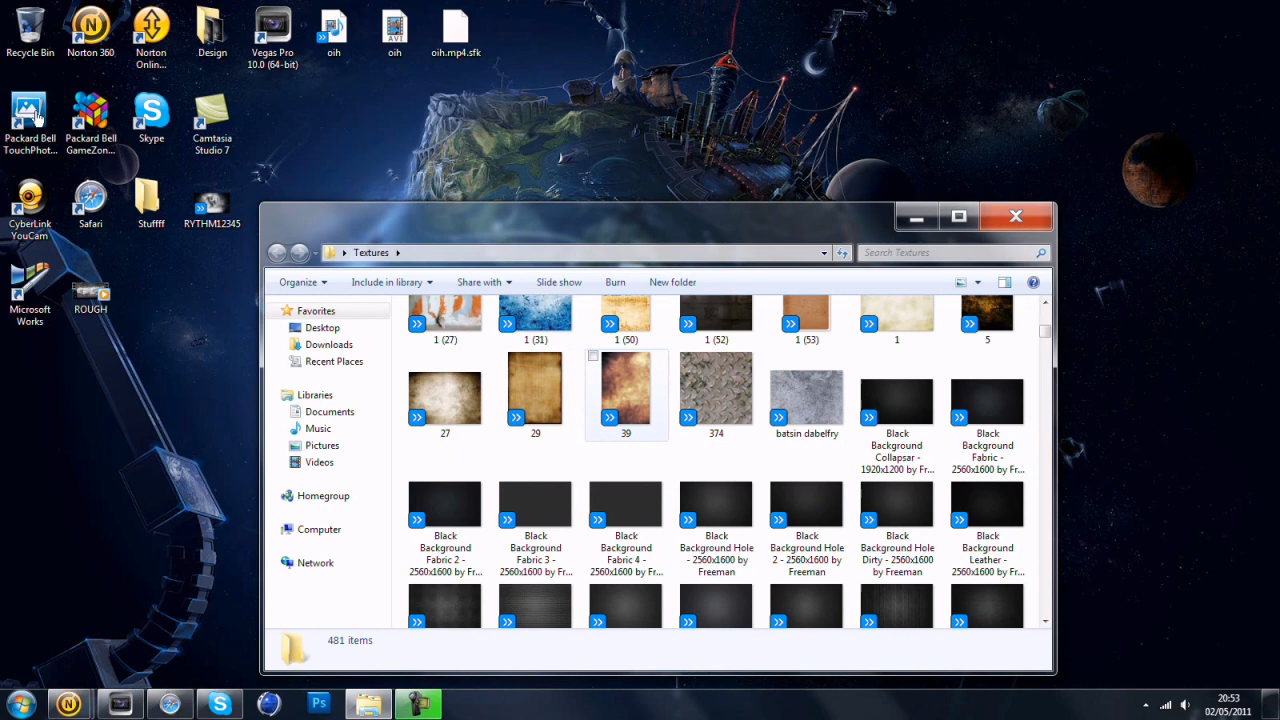 Recycle Bin
Norton 360
Norton
Onlin...
Design
Vegas Pro
10.0 (64-bit)
oih
oih
oih.mp4.sfk
Packard Bell
TouchPhot...
Packard Bell
GameZon...
Skype
Camtasia
Studio 7
CyberLink
YouCam
Safari
Stuffff
RYTHM12345
Microsoft
Works
ROUGH
Textures
Search Textures
Organize
Include in library
Share with
Slide show
Burn
New folder
Favorites
Desktop
Downloads
Recent Places
Libraries
Documents
Music
Pictures
Videos
Homegroup
Computer
Network
1 (27)
1 (31)
1 (50)
1 (52)
1 (53)
1
5
27
29
39
374
batsin dabelfry
Black
Background
Collapsar -
1920x1200 by Fr...
Black
Background
Fabric -
2560x1600 by Fr...
Black
Background
Fabric 2 -
2560x1600 by Fr...
Black
Background
Fabric 3 -
2560x1600 by Fr...
Black
Background
Fabric 4 -
2560x1600 by Fr...
Black
Background Hole
- 2560x1600 by
Freeman
Black
Background Hole
2 - 2560x1600 by
Freeman
Black
Background Hole
Dirty - 2560x1600
by Freeman
Black
Background
Leather -
2560x1600 by Fr...
481 items
Ps
20:53
02/05/2011